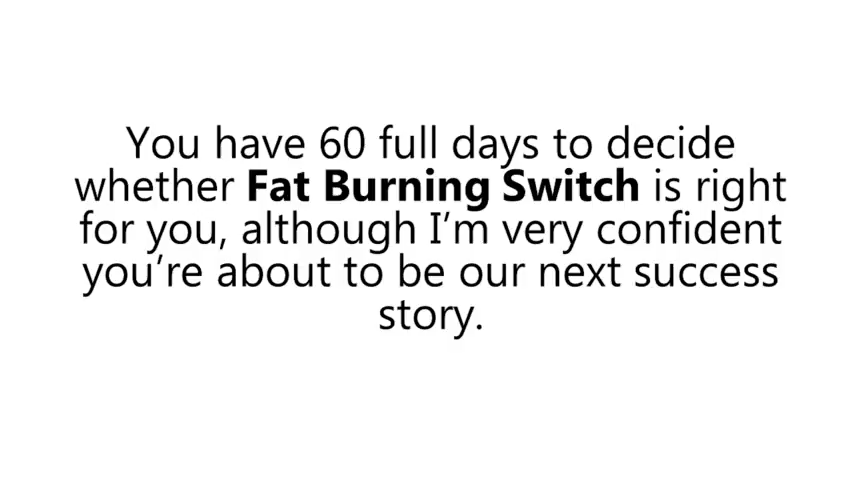 You have 60 full days to decide
whether Fat Burning Switch is right
for you, although I’m very confident
you’re about to be our next success
story.